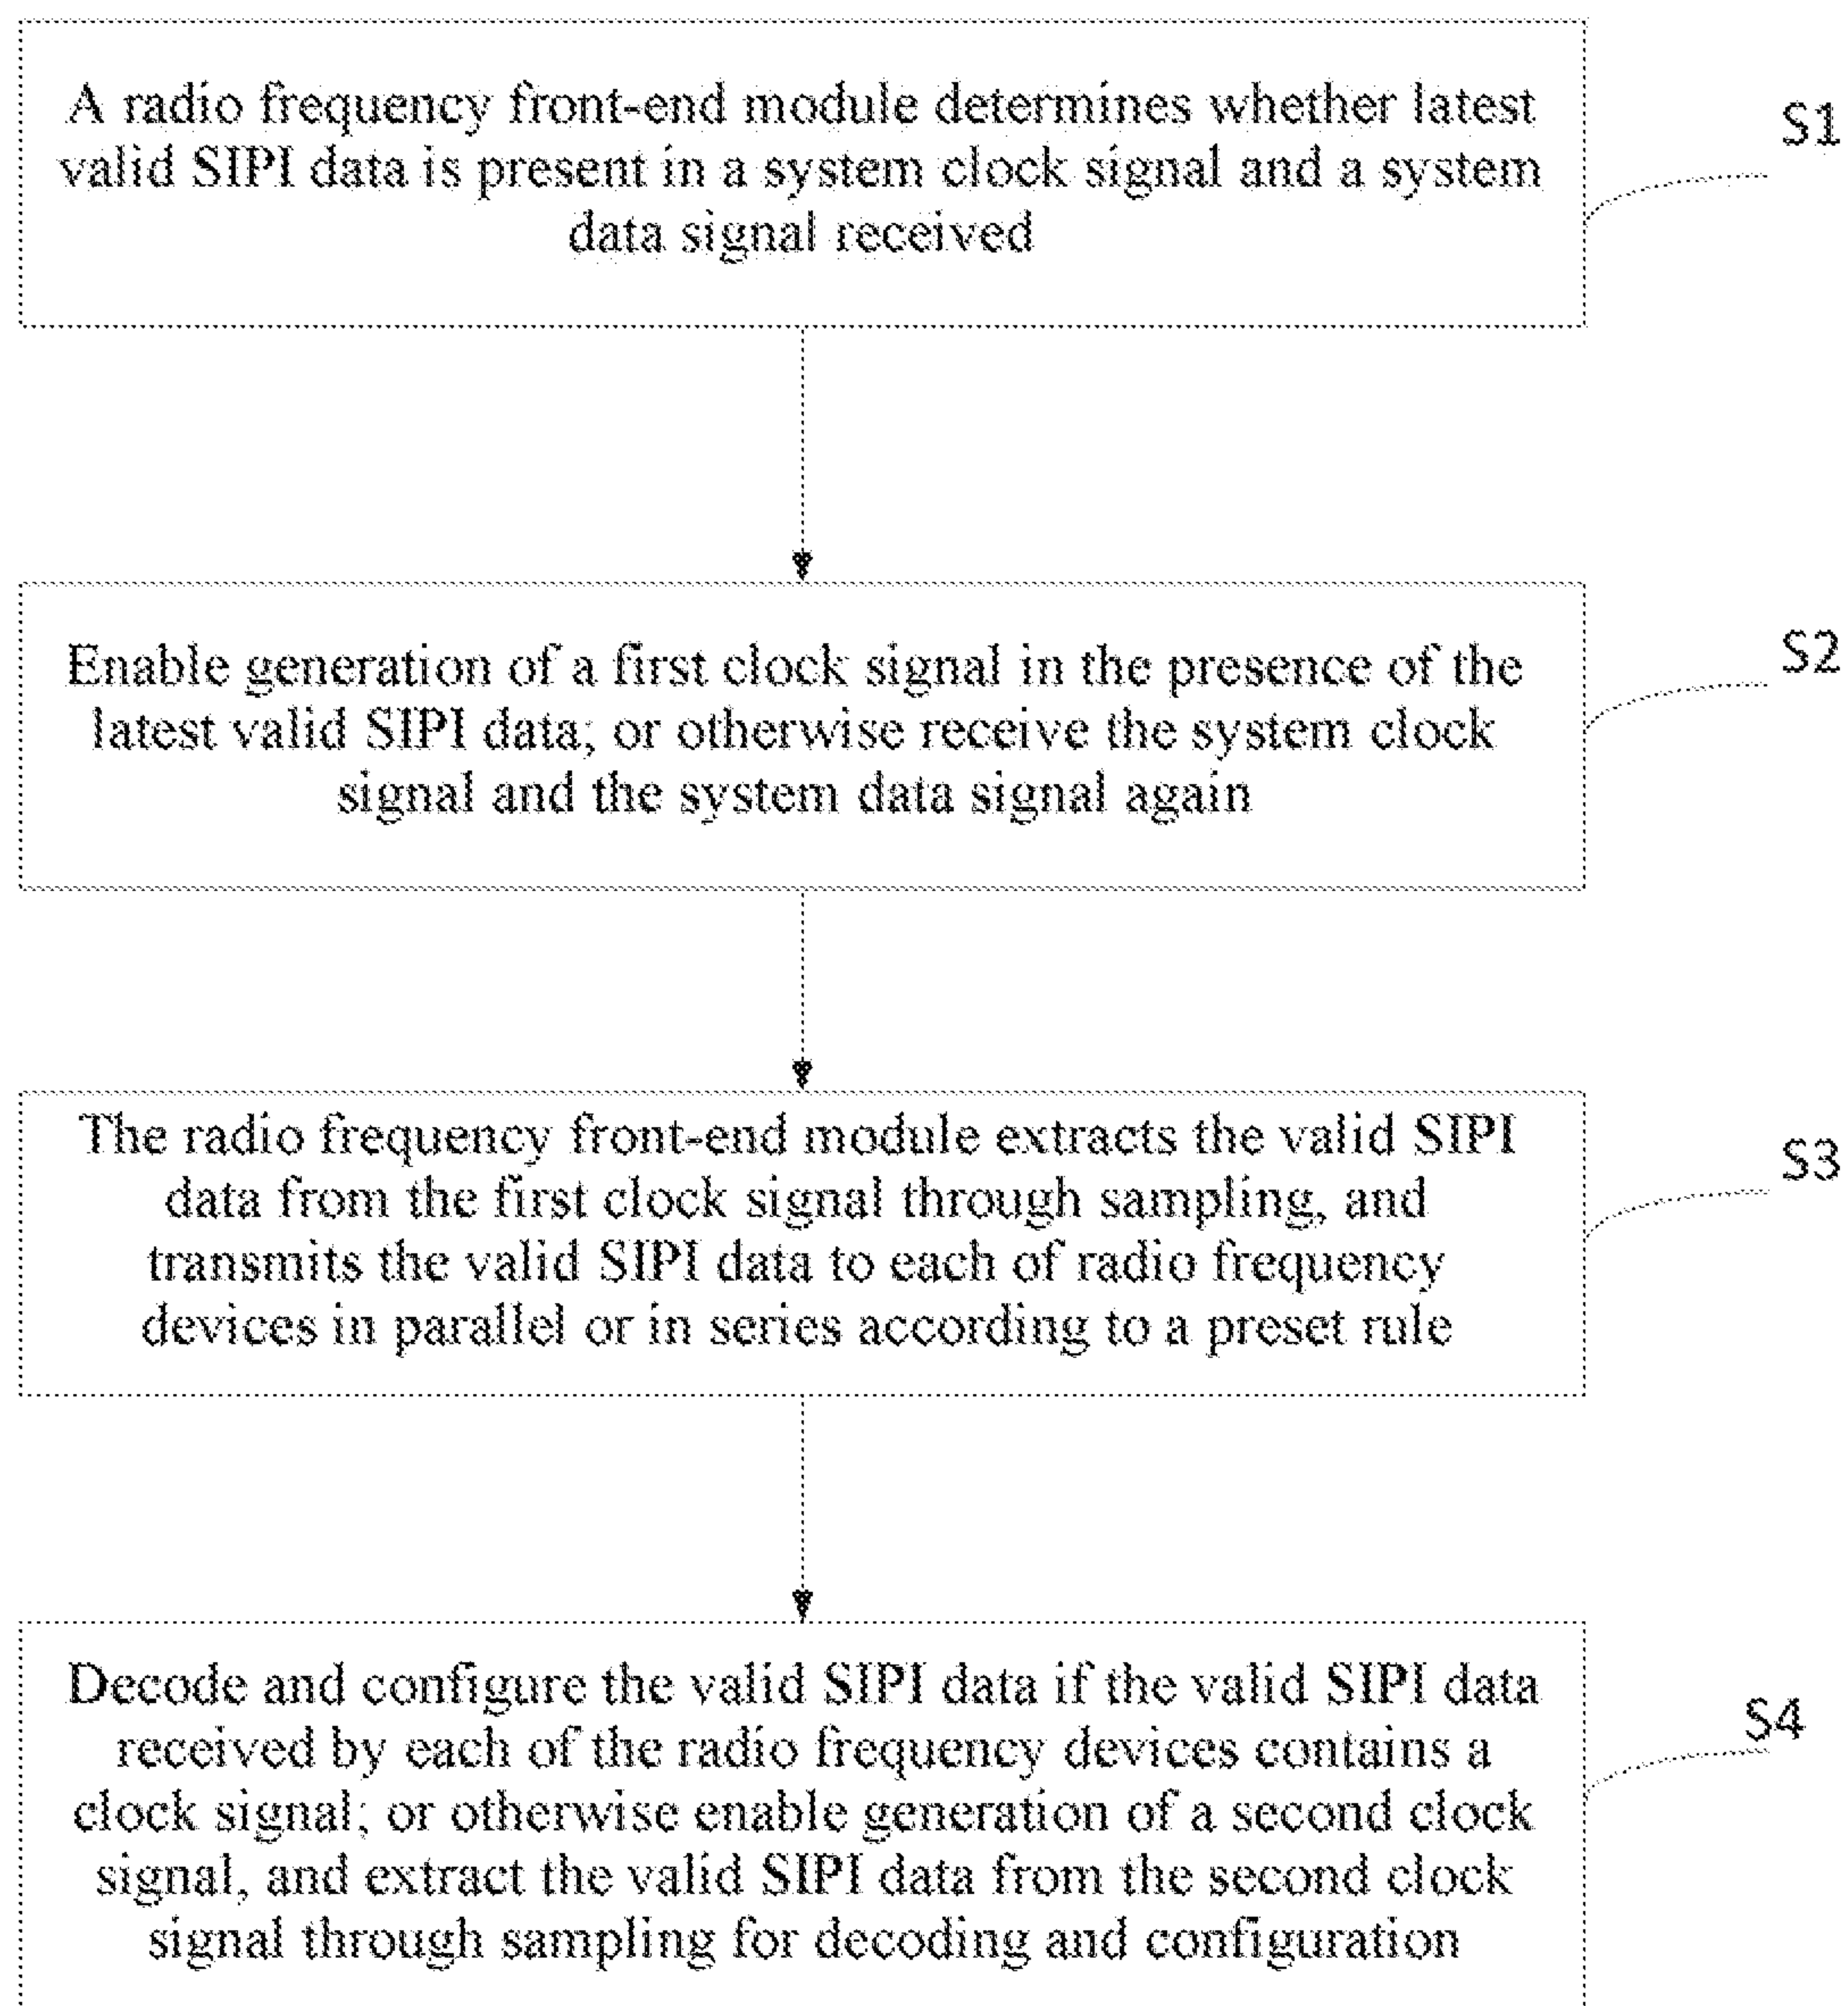 A radio frequency front-end module determines whether latest
valid SIPI data is present in a system clock signal and a system
data signal received
S1
Enable generation of a first clock signal in the presence of the
latest valid SIPI data; or otherwise receive the system clock
signal and the system data signal again
S2
The radio frequency front-end module extracts the valid SIPI
data from the first clock signal through sampling, and
transmits the valid SIPI data to each of radio frequency
devices in parallel or in series according to a preset rule
S3
Decode and configure the valid SIPI data if the valid SIPI data
received by each of the radio frequency devices contains a
clock signal; or otherwise enable generation of a second clock
signal, and extract the valid SIPI data from the second clock
signal through sampling for decoding and configuration
S4